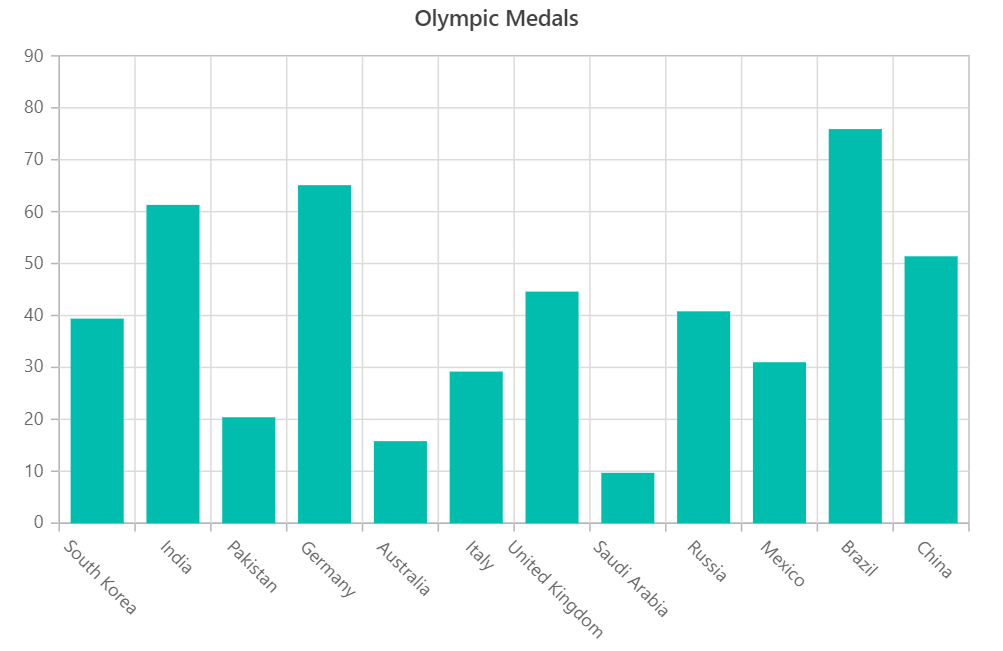 Olympic Medals
90
80
70
60
50
40
30
20
10
0
South Korea
India
Pakistan
Germany
Australia
Italy
United Kingdom
Saudi Arabia
Russia
Mexico
Brazil
China